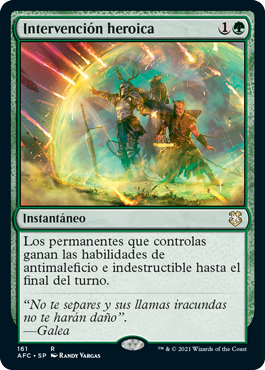 Intervención heroica 1
Instantáneo
Los permanentes que controlas
ganan las habilidades de
antimaleficio e indestructible hasta el
final del turno.
“No te separes y sus llamas iracundas
no te harán daño”.
—Galea
161 R
AFC • SP RANDY VARGAS
™ & © 2021 Wizards of the Coast